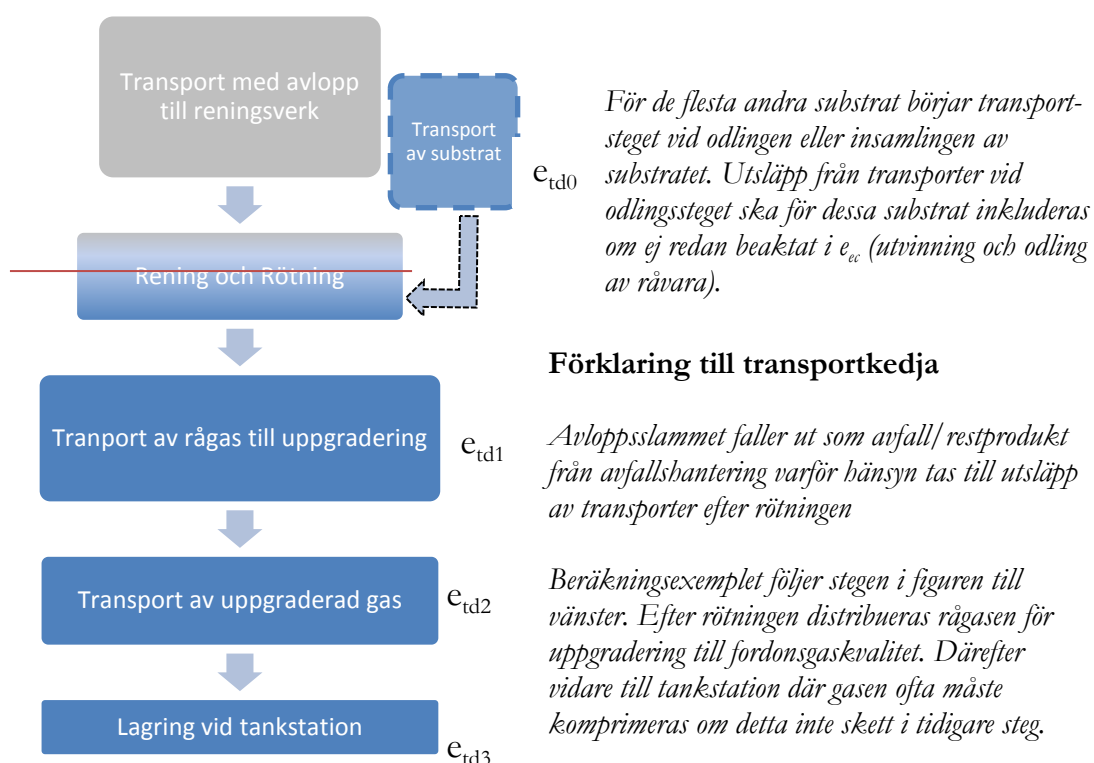 Transport med avlopp
till reningsverk
Transport
av substrat
e_td0
För de flesta andra substrat börjar transport-
steget vid odlingen eller insamlingen av
substratet. Utsläpp från transporter vid
odlingssteget ska för dessa substrat inkluderas
om ej redan beaktat i e_ec (utvinning och odling
av råvara).
Rening och Rötning
Förklaring till transportkedja
Tranport av rågas till uppgradering
e_td1
Avloppsslammet faller ut som avfall/restprodukt
från avfallshantering varför hänsyn tas till utsläpp
av transporter efter rötningen
Transport av uppgraderad gas
e_td2
Beräkningsexemplet följer stegen i figuren till
vänster. Efter rötningen distribueras rågasen för
uppgradering till fordonsgaskvalitet. Därefter
vidare till tankstation där gasen ofta måste
komprimeras om detta inte skett i tidigare steg.
Lagring vid tankstation
e_td3